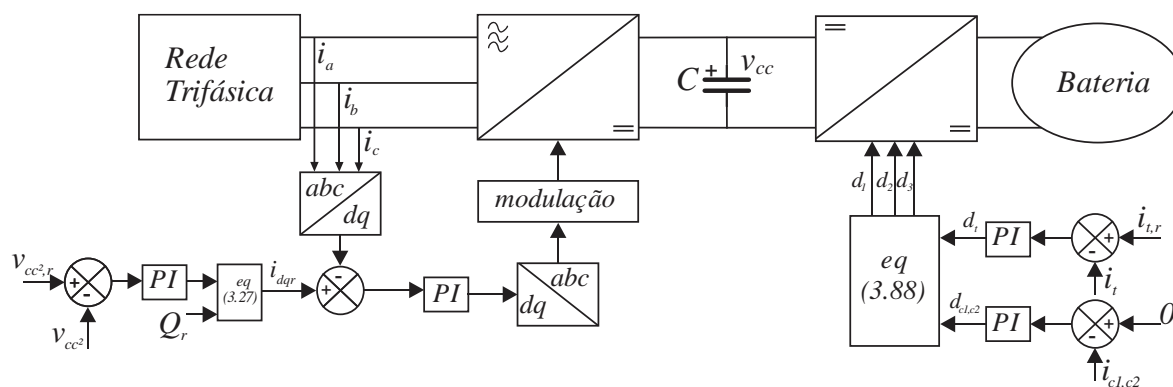 Rede
Trifásica
i_a
i_b
i_c
C
+
v_cc
Bateria
abc
dq
modulação
d_1
d_2
d_3
v_cc²,r
+
-
PI
eq
(3.27)
i_dqr
-
+
PI
abc
dq
eq
(3.88)
d_t
PI
+
-
i_t,r
i_t
Q_r
v_cc²
d_c1,c2
PI
+
-
0
i_c1,c2